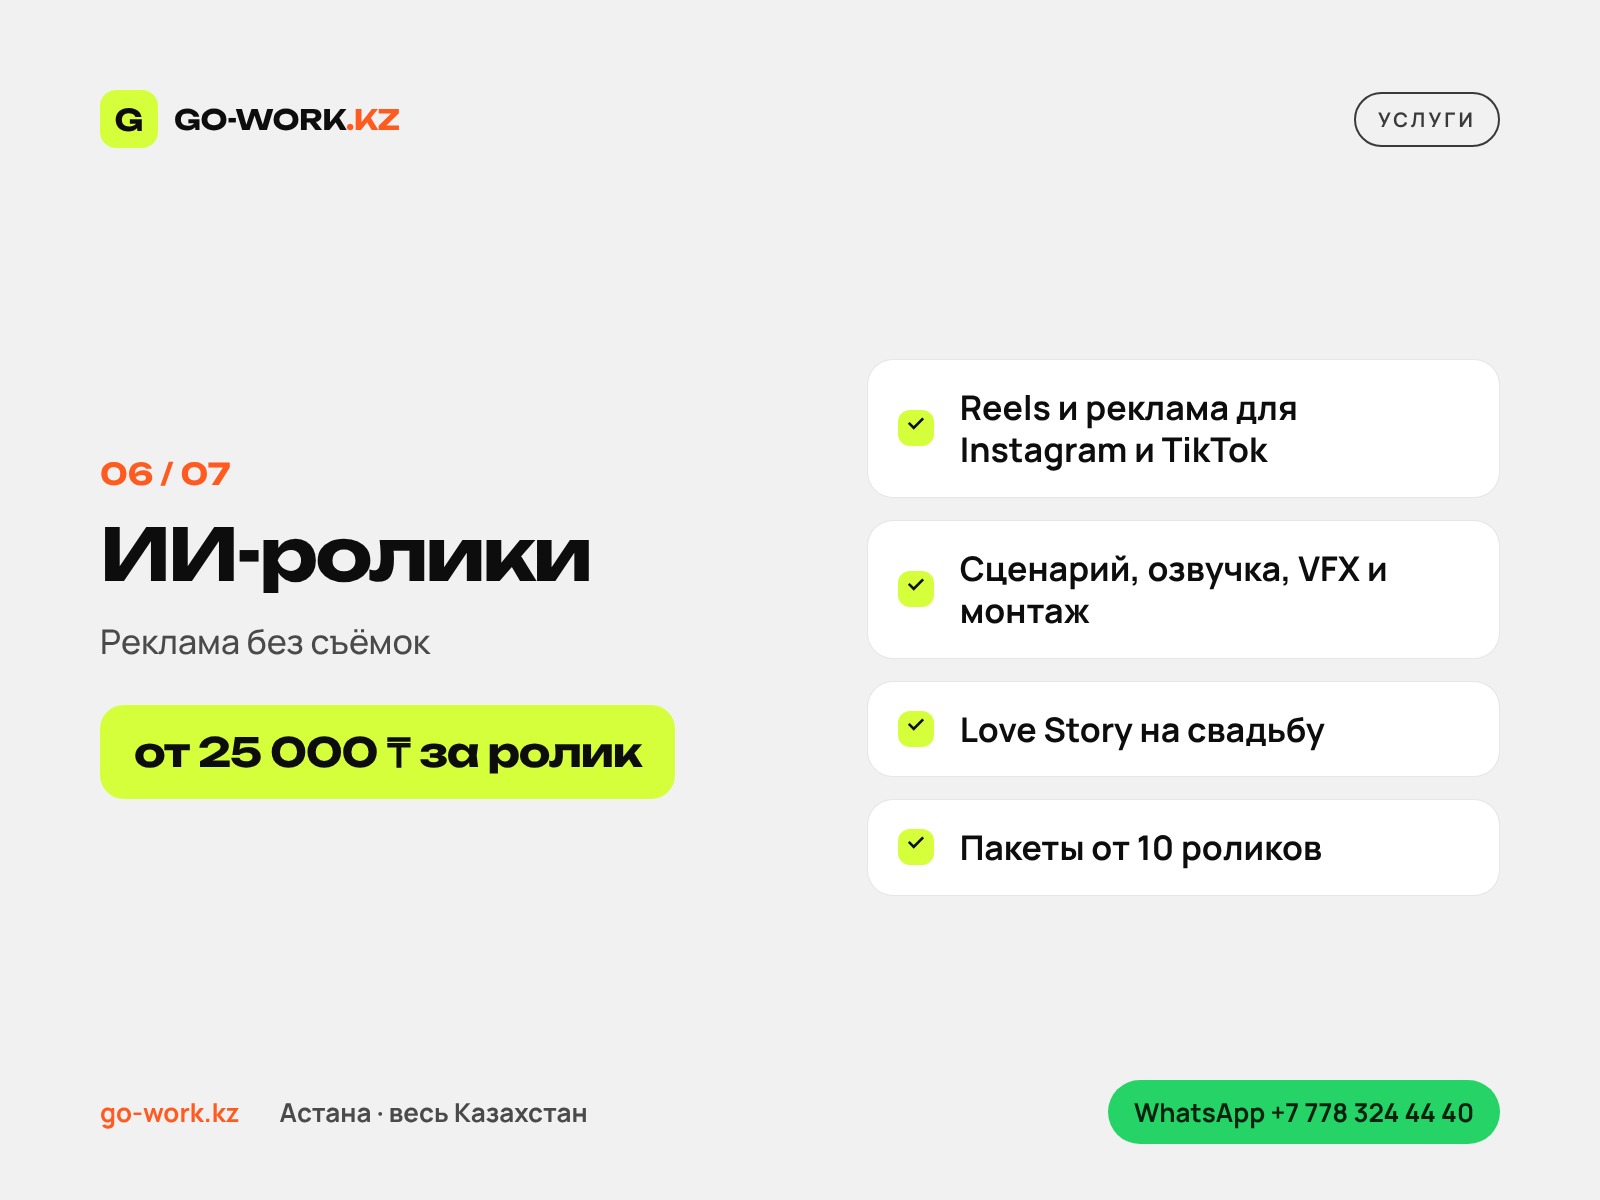 G GO-WORK.KZ
УСЛУГИ
06 / 07
ИИ-ролики
Реклама без съёмок
от 25 000 ₸ за ролик
Reels и реклама для
Instagram и TikTok
Сценарий, озвучка, VFX и
монтаж
Love Story на свадьбу
Пакеты от 10 роликов
go-work.kz Астана · весь Казахстан
WhatsApp +7 778 324 44 40